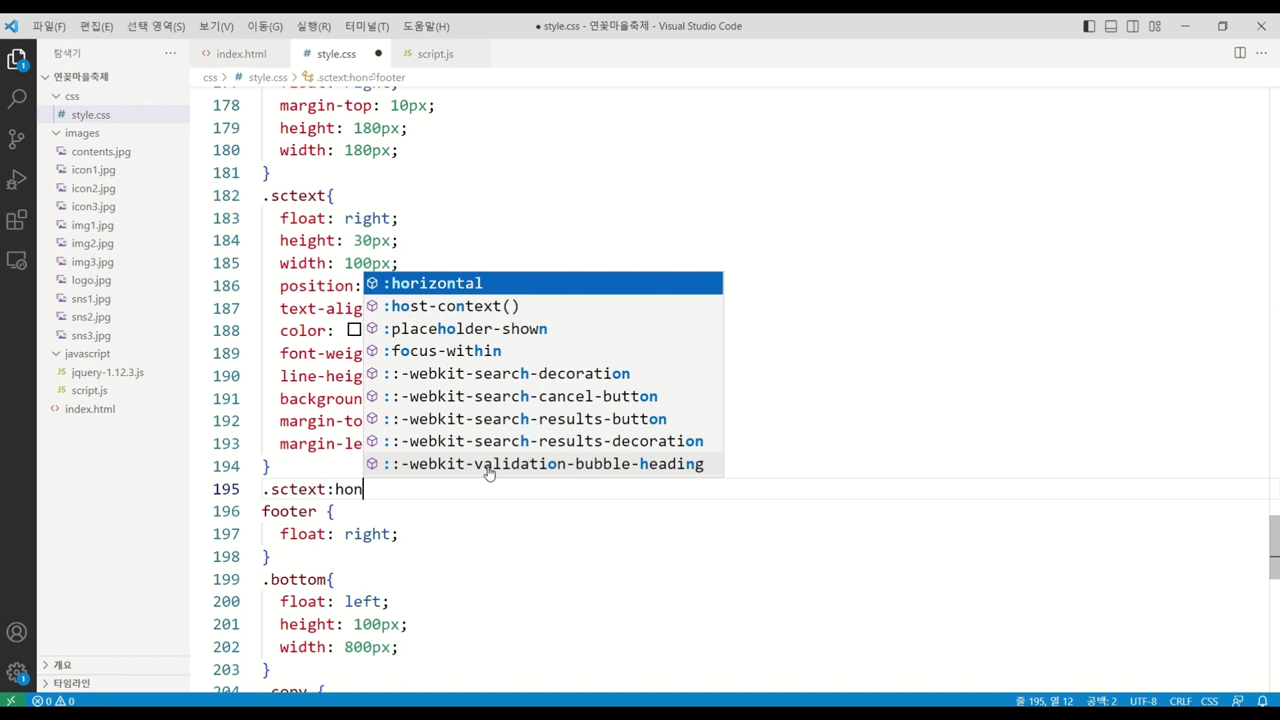 파일(F) 편집(E) 선택 영역(S) 보기(V) 이동(G) 실행(R) 터미널(T) 도움말(H) ● style.css - 연꽃마을축제 - Visual Studio Code
탐색기 ··· <> index.html # style.css ● JS script.js ···
연꽃마을축제
css > # style.css > .sctext:hon⏎footer
css
# style.css
images
contents.jpg
icon1.jpg
icon2.jpg
icon3.jpg
img1.jpg
img2.jpg
img3.jpg
logo.jpg
sns1.jpg
sns2.jpg
sns3.jpg
javascript
JS jquery-1.12.3.js
JS script.js
<> index.html
개요
타임라인
178 margin-top: 10px;
179 height: 180px;
180 width: 180px;
181 }
182 .sctext{
183 float: right;
184 height: 30px;
185 width: 100px;
186 position:
187 text-alig
188 color:
189 font-weig
190 line-heig
191 backgroun
192 margin-to
193 margin-le
194 }
195 .sctext:hon
196 footer {
197 float: right;
198 }
199 .bottom{
200 float: left;
201 height: 100px;
202 width: 800px;
203 }
204 .copy {
:horizontal
:host-context()
:placeholder-shown
:focus-within
::-webkit-search-decoration
::-webkit-search-cancel-button
::-webkit-search-results-button
::-webkit-search-results-decoration
::-webkit-validation-bubble-heading
0 0 줄 195, 열 12 공백: 2 UTF-8 CRLF CSS